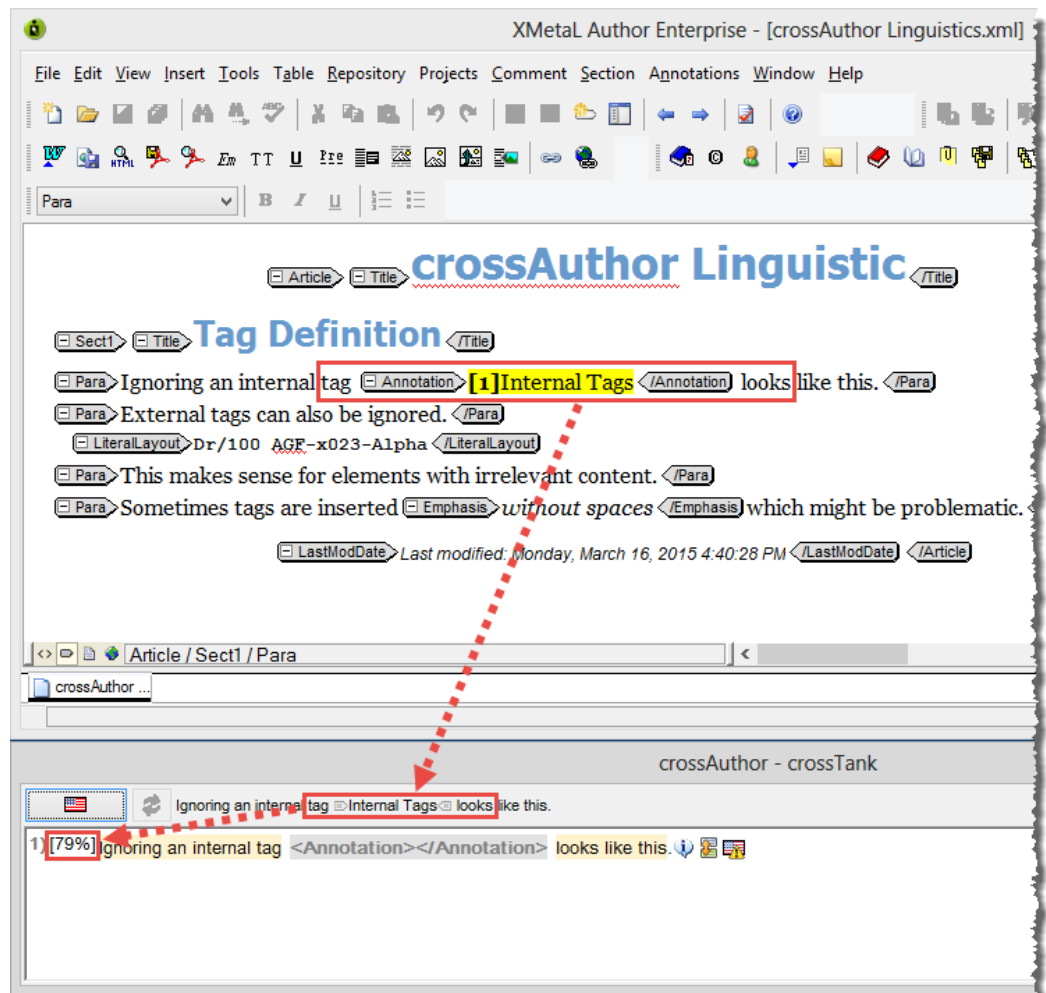 XMetaL Author Enterprise - [crossAuthor Linguistics.xml]
File Edit View Insert Tools Table Repository Projects Comment Section Annotations Window Help
HTML Em TT U Pre
Para B I U
Article Title crossAuthor Linguistic /Title
Sect1 Title Tag Definition /Title
Para Ignoring an internal tag Annotation [1]Internal Tags /Annotation looks like this. /Para
Para External tags can also be ignored. /Para
LiteralLayout Dr/100 AGF-x023-Alpha /LiteralLayout
Para This makes sense for elements with irrelevant content. /Para
Para Sometimes tags are inserted Emphasis without spaces /Emphasis which might be problematic.
LastModDate Last modified: Monday, March 16, 2015 4:40:28 PM /LastModDate /Article
Article / Sect1 / Para
crossAuthor ...
crossAuthor - crossTank
Ignoring an internal tag Internal Tags looks like this.
1) [79%] Ignoring an internal tag <Annotation></Annotation> looks like this.